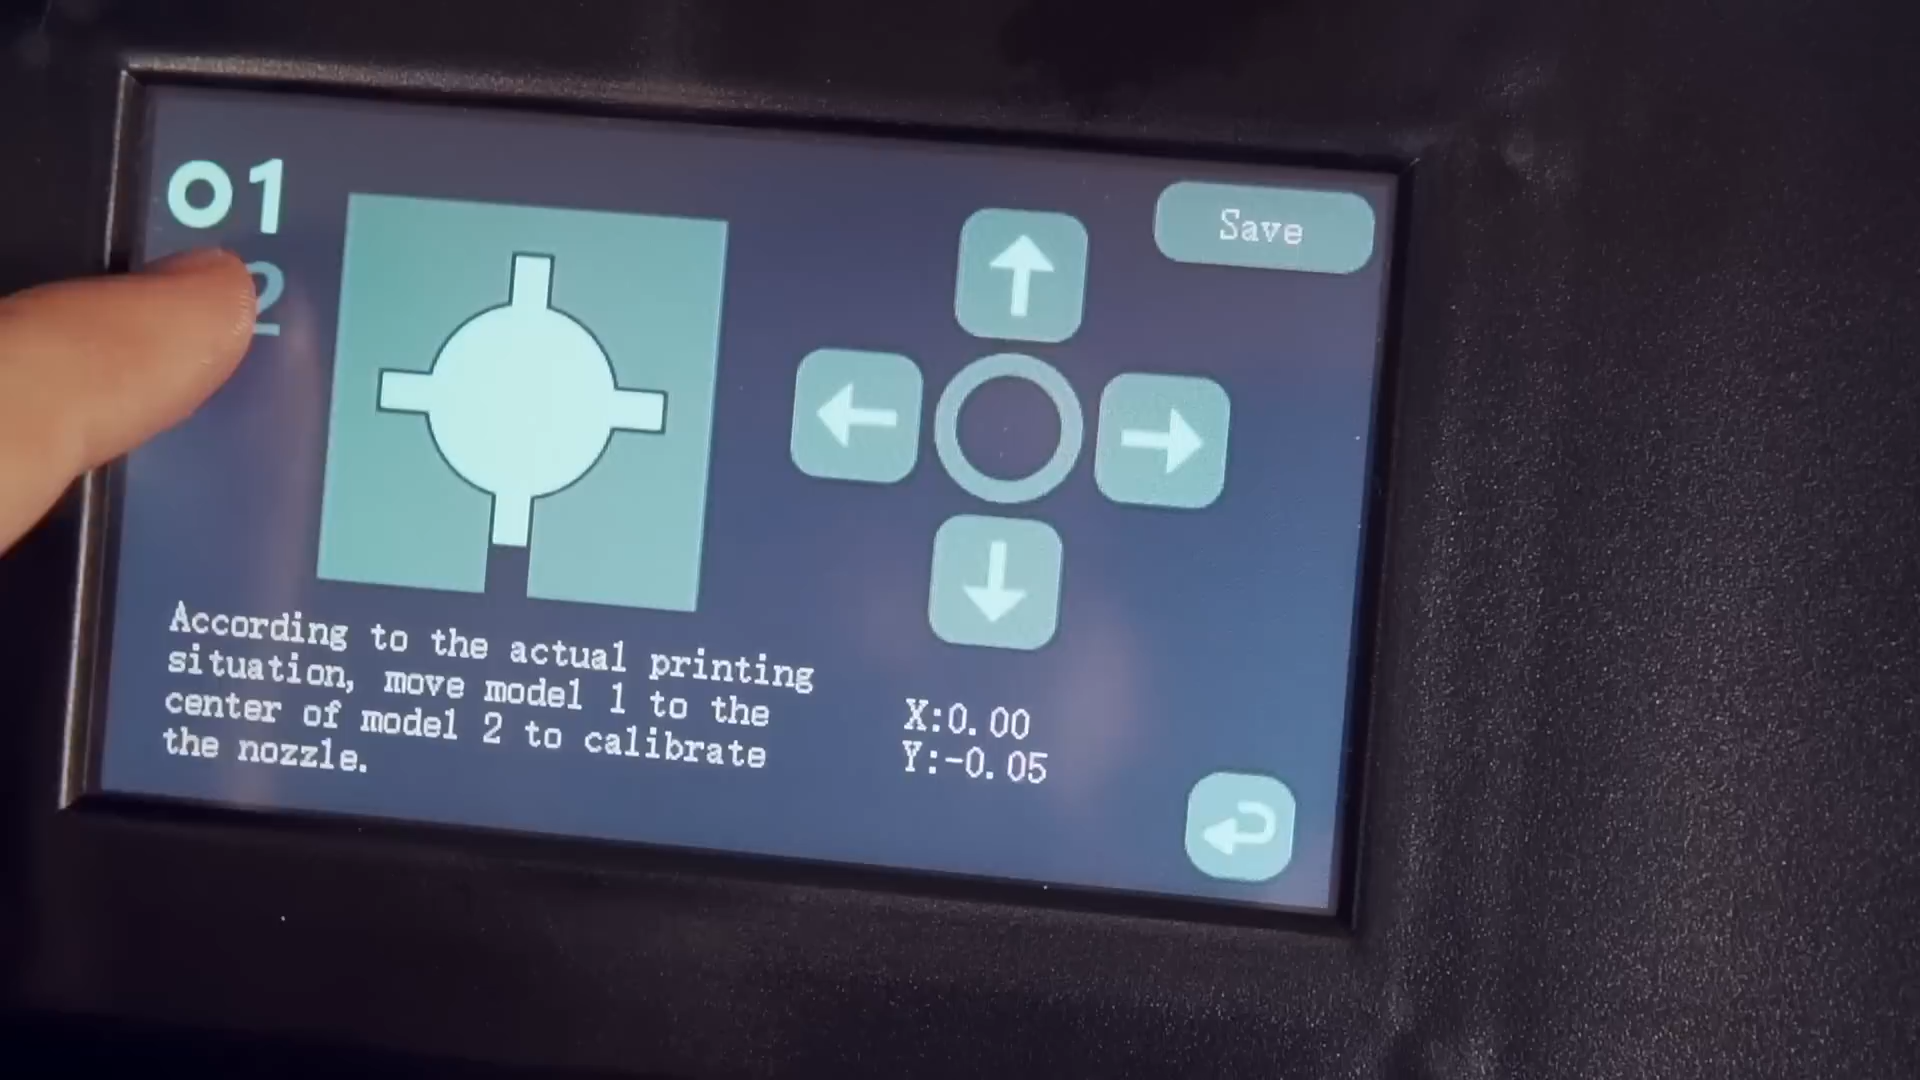 1
2
Save
According to the actual printing
situation, move model 1 to the
center of model 2 to calibrate
the nozzle.
X:0.00
Y:-0.05